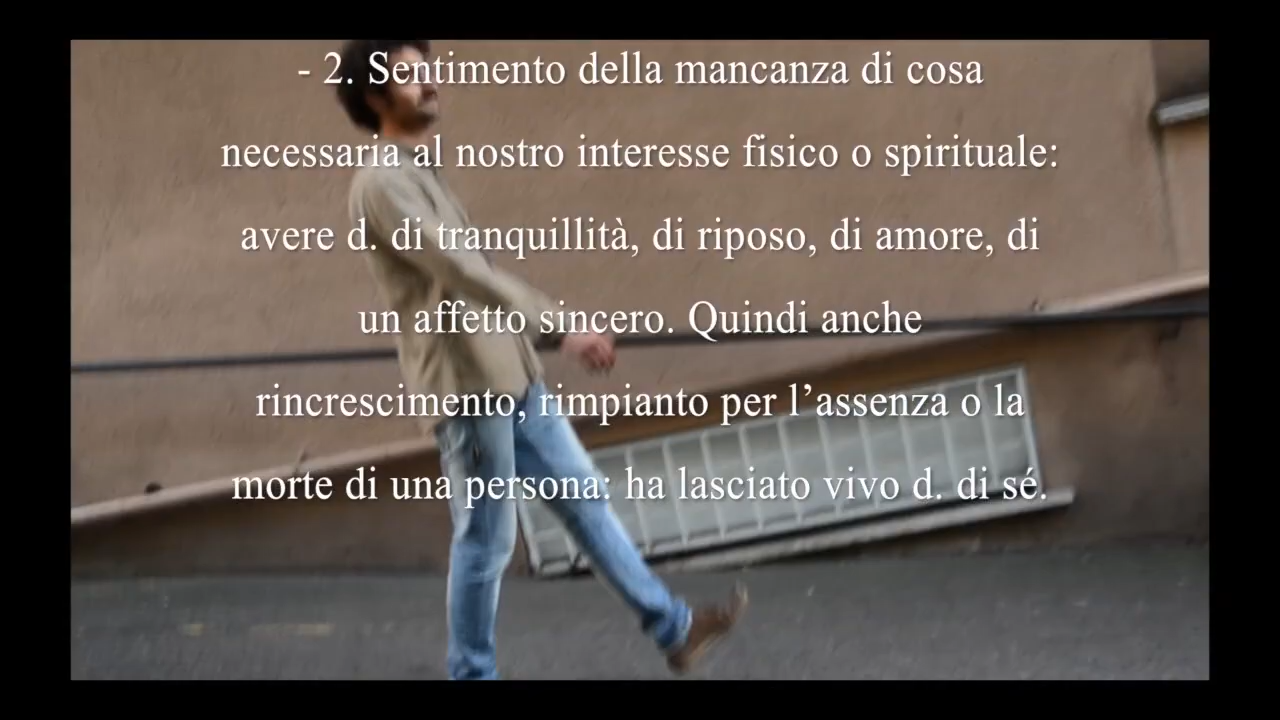 - 2. Sentimento della mancanza di cosa
necessaria al nostro interesse fisico o spirituale:
avere d. di tranquillità, di riposo, di amore, di
un affetto sincero. Quindi anche
rincrescimento, rimpianto per l’assenza o la
morte di una persona: ha lasciato vivo d. di sé.